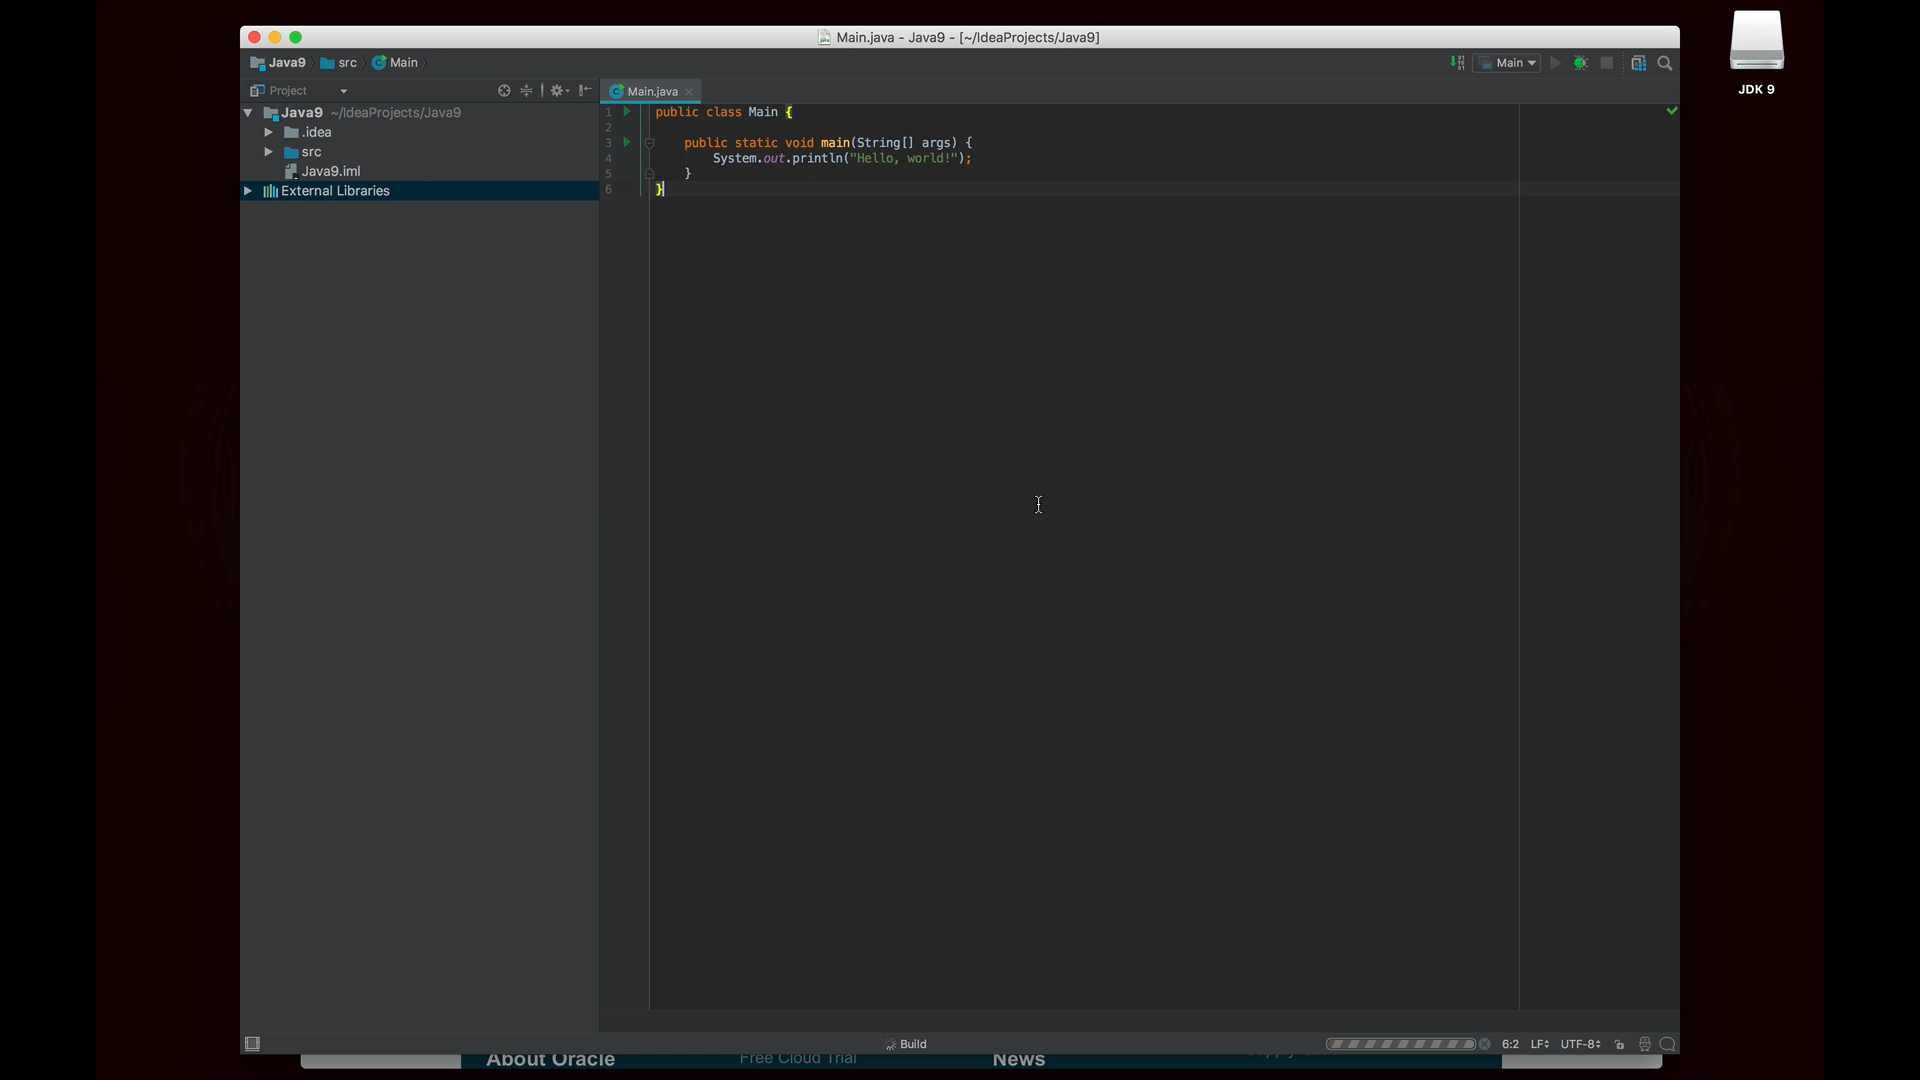 Main.java - Java9 - [~/IdeaProjects/Java9]
JDK 9
Java9 src Main
Main
Project
Main.java
Java9 ~/IdeaProjects/Java9
.idea
src
Java9.iml
External Libraries
1 public class Main {
2
3 public static void main(String[] args) {
4 System.out.println("Hello, world!");
5 }
6 }
Build
6:2 LF UTF-8
About Oracle Free Cloud Trial News